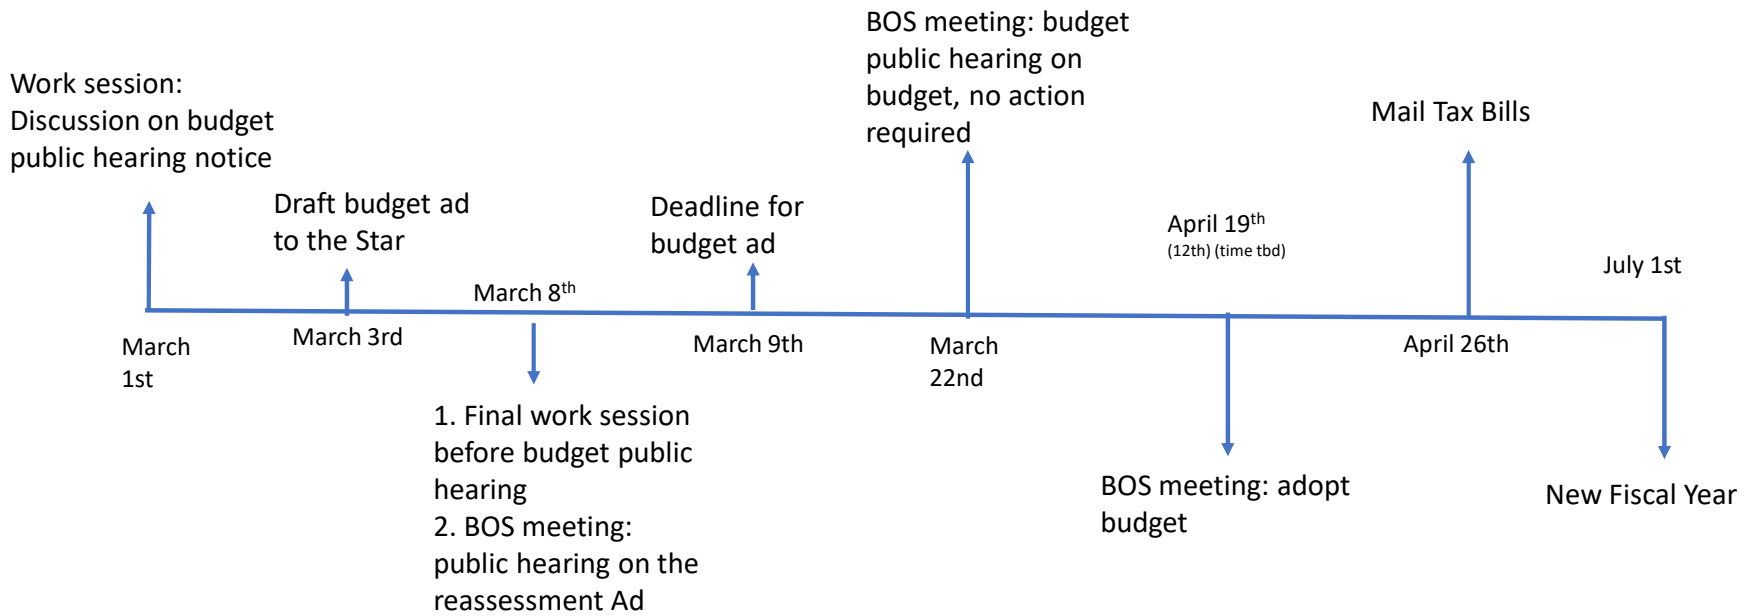 Work session:
Discussion on budget
public hearing notice
March
1st
Draft budget ad
to the Star
March 3rd
March 8th
1. Final work session
before budget public
hearing
2. BOS meeting:
public hearing on the
reassessment Ad
Deadline for
budget ad
March 9th
BOS meeting: budget
public hearing on
budget, no action
required
March
22nd
April 19th
(12th) (time tbd)
BOS meeting: adopt
budget
Mail Tax Bills
April 26th
July 1st
New Fiscal Year